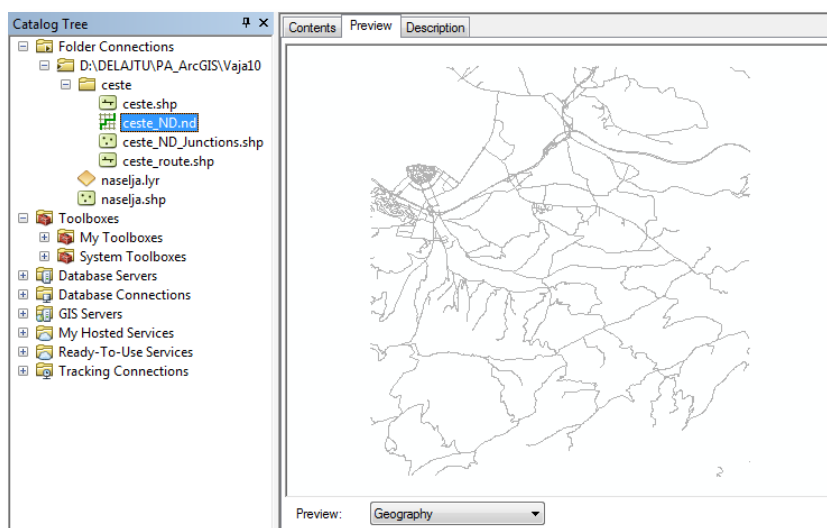 Catalog Tree
Folder Connections
D:\DELAJTU\PA_ArcGIS\Vaja10
ceste
ceste.shp
ceste_ND.nd
ceste_ND_Junctions.shp
ceste_route.shp
naselja.lyr
naselja.shp
Toolboxes
My Toolboxes
System Toolboxes
Database Servers
Database Connections
GIS Servers
My Hosted Services
Ready-To-Use Services
Tracking Connections
Contents Preview Description
Preview: Geography